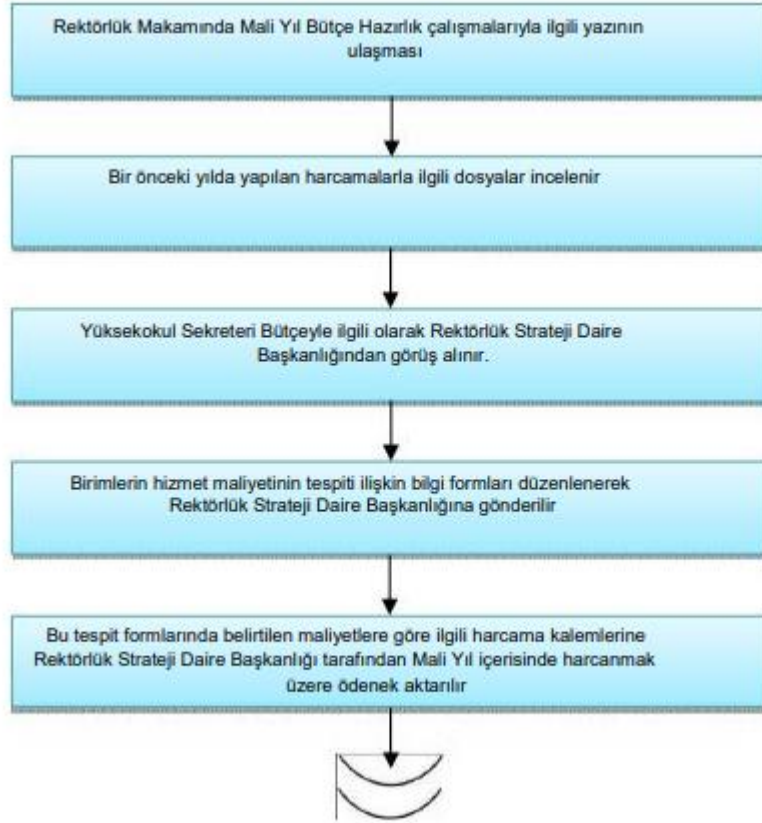 Rektörlük Makamında Mali Yıl Bütçe Hazırlık çalışmalarıyla ilgili yazının
ulaşması
Bir önceki yılda yapılan harcamalarla ilgili dosyalar incelenir
Yüksekokul Sekreteri Bütçeyle ilgili olarak Rektörlük Strateji Daire
Başkanlığından görüş alınır.
Birimlerin hizmet maliyetinin tespiti ilişkin bilgi formları düzenlenerek
Rektörlük Strateji Daire Başkanlığına gönderilir
Bu tespit formlarında belirtilen maliyetlere göre ilgili harcama kalemlerine
Rektörlük Strateji Daire Başkanlığı tarafından Mali Yıl içerisinde harcanmak
üzere ödenek aktarılır